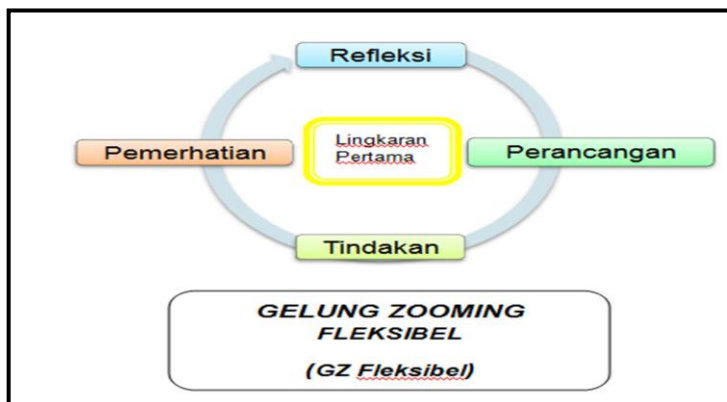 Refleksi
Pemerhatian
Lingkaran
Pertama
Perancangan
Tindakan
GELUNG ZOOMING
FLEKSIBEL
(GZ Fleksibel)